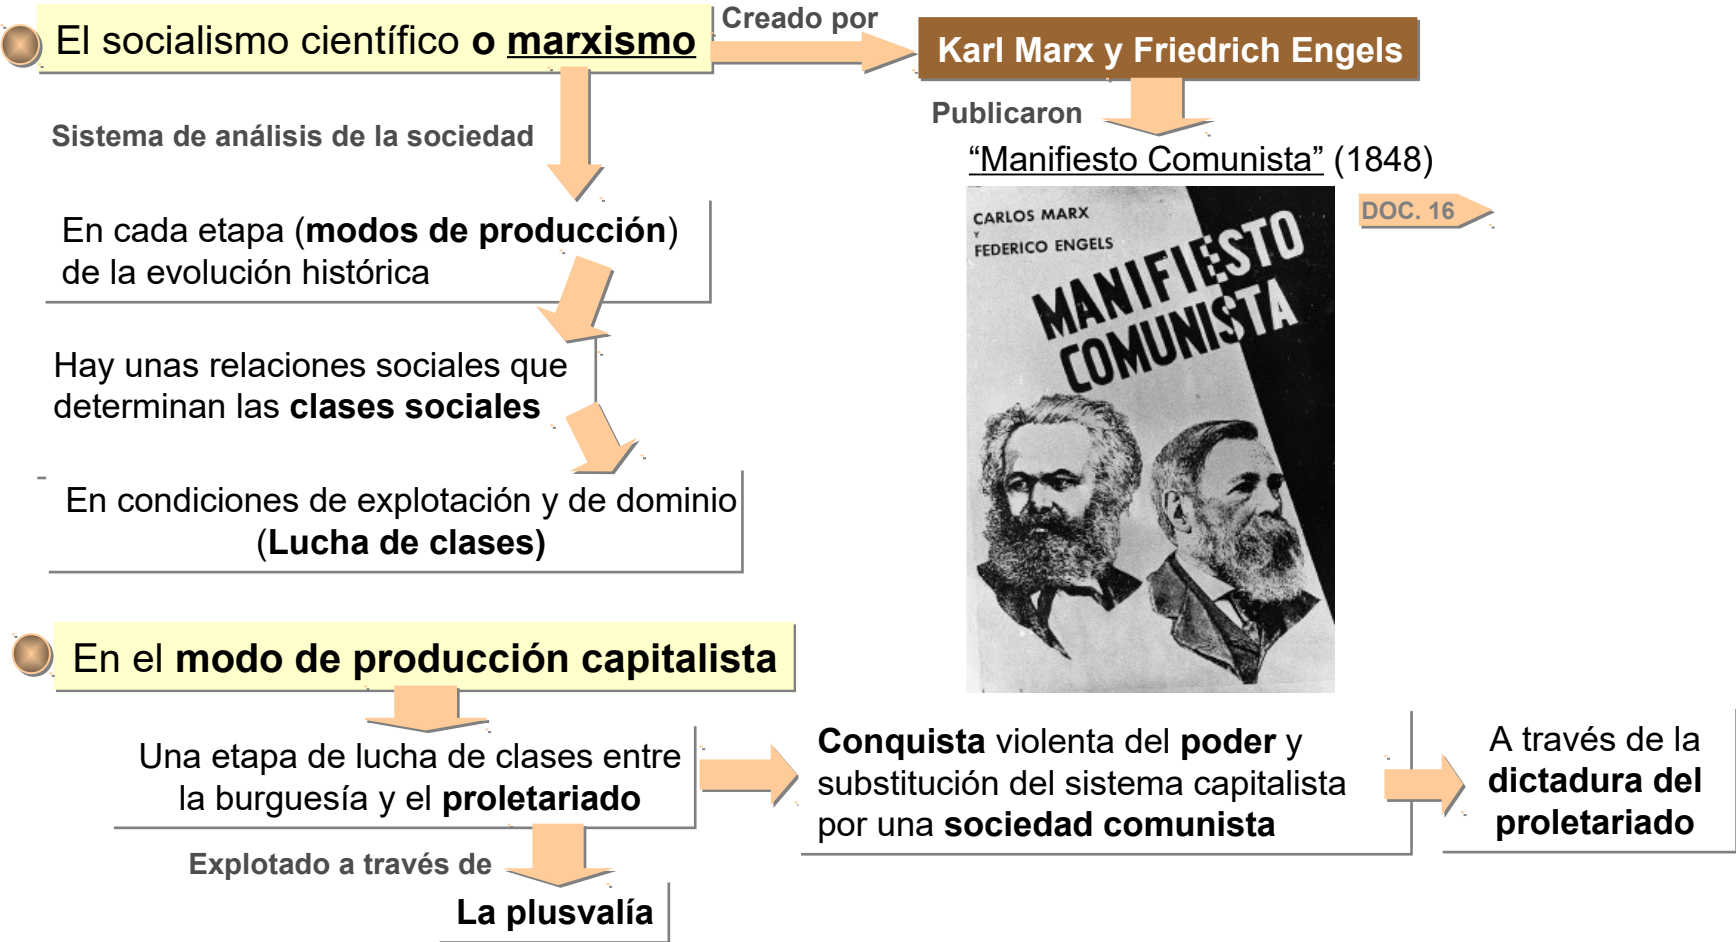 El socialismo científico o marxismo
Creado por
Karl Marx y Friedrich Engels
Publicaron
“Manifiesto Comunista” (1848)
DOC. 16
CARLOS MARX
Y
FEDERICO ENGELS
MANIFIESTO
COMUNISTA
Sistema de análisis de la sociedad
En cada etapa (modos de producción)
de la evolución histórica
Hay unas relaciones sociales que
determinan las clases sociales
En condiciones de explotación y de dominio
(Lucha de clases)
En el modo de producción capitalista
Una etapa de lucha de clases entre
la burguesía y el proletariado
Explotado a través de
La plusvalía
Conquista violenta del poder y
substitución del sistema capitalista
por una sociedad comunista
A través de la
dictadura del
proletariado